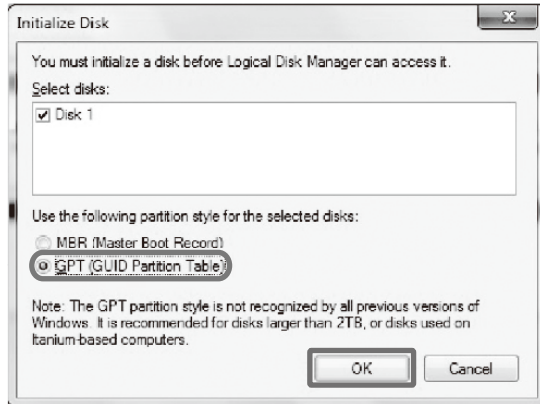 Initialize Disk
You must initialize a disk before Logical Disk Manager can access it.
Select disks:
Disk 1
Use the following partition style for the selected disks:
MBR (Master Boot Record)
GPT (GUID Partition Table)
Note: The GPT partition style is not recognized by all previous versions of
Windows. It is recommended for disks larger than 2TB, or disks used on
Itanium-based computers.
OK
Cancel